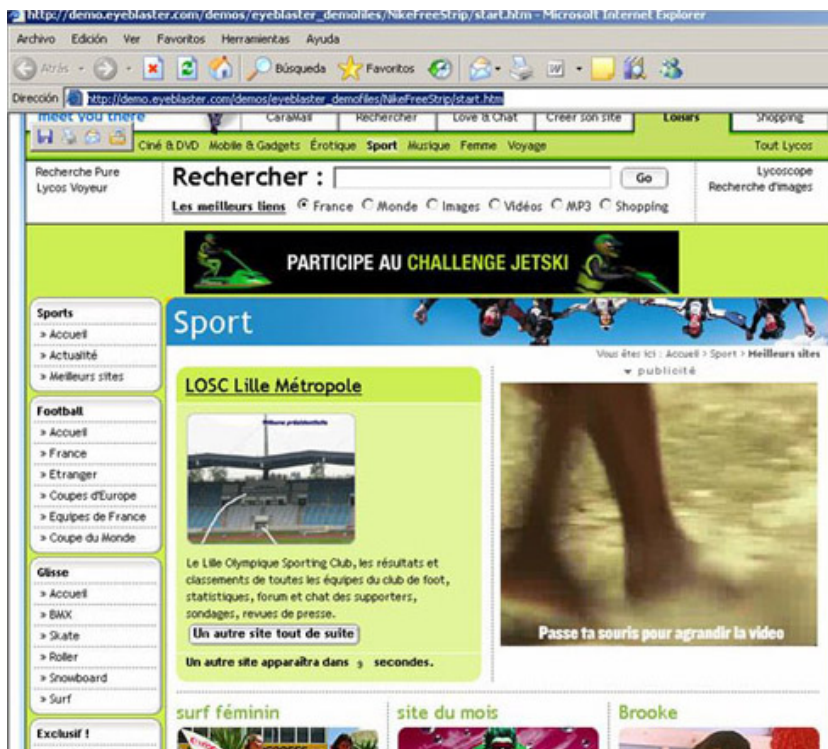 http://demo.eyeblaster.com/demos/eyeblaster_demofiles/NikeFreeStrip/start.htm - Microsoft Internet Explorer
Archivo Edición Ver Favoritos Herramientas Ayuda
Atrás Búsqueda Favoritos
Dirección http://demo.eyeblaster.com/demos/eyeblaster_demofiles/NikeFreeStrip/start.htm
meet you there CaraMail Rechercher Love & Chat Créer son site Loisirs Shopping
Ciné & DVD Mobile & Gadgets Érotique Sport Musique Femme Voyage Tout Lycos
Recherche Pure
Lycos Voyeur
Rechercher : Go
Les meilleurs liens France Monde Images Vidéos MP3 Shopping
Lycoscope
Recherche d'images
PARTICIPE AU CHALLENGE JETSKI
Sports
» Accueil
» Actualité
» Meilleurs sites
Football
» Accueil
» France
» Etranger
» Coupes d'Europe
» Equipes de France
» Coupe du Monde
Glisse
» Accueil
» BMX
» Skate
» Roller
» Snowboard
» Surf
Exclusif !
Sport
Vous êtes ici : Accueil > Sport > Meilleurs sites
publicité
LOSC Lille Métropole
Tribune présidentielle
Le Lille Olympique Sporting Club, les résultats et
classements de toutes les équipes du club de foot,
statistiques, forum et chat des supporters,
sondages, revues de presse.
Un autre site tout de suite
Un autre site apparaîtra dans 9 secondes.
Passe ta souris pour agrandir la video
surf féminin
site du mois
Brooke